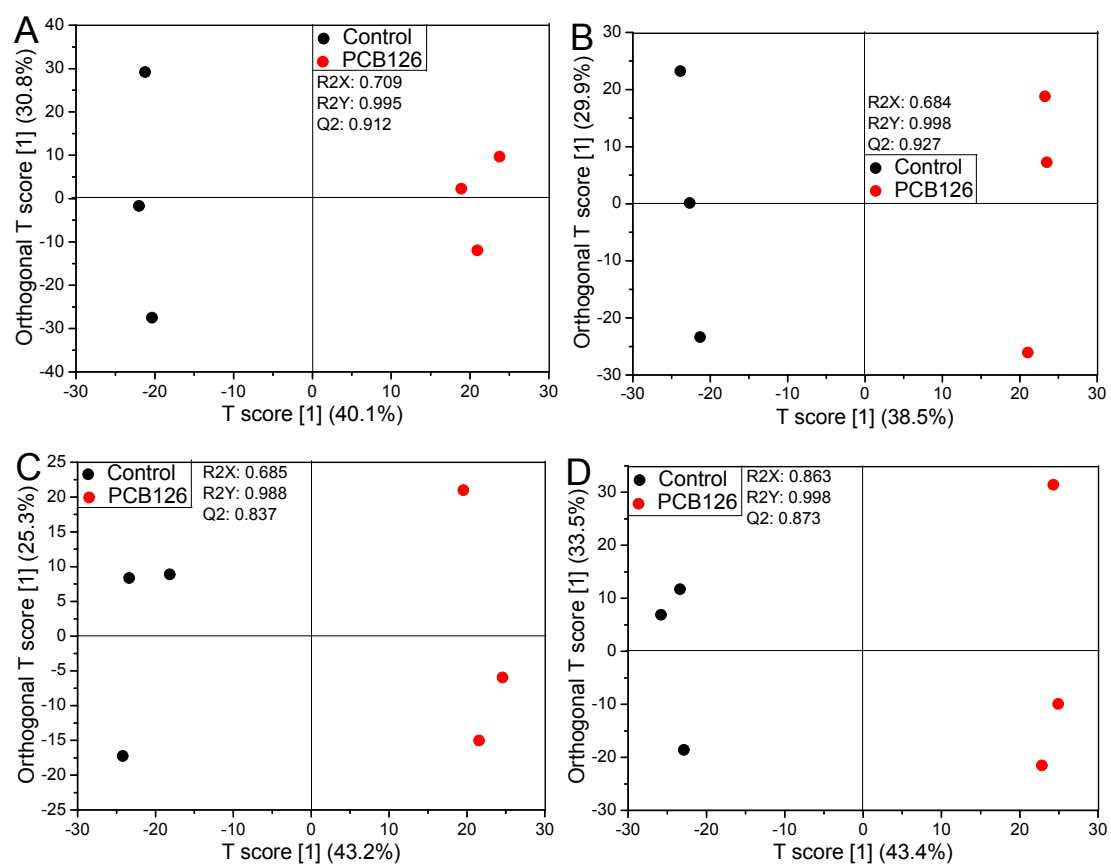 A
Control
PCB126
R2X: 0.709
R2Y: 0.995
Q2: 0.912
Orthogonal T score [1] (30.8%)
40
30
20
10
0
-10
-20
-30
-40
-30 -20 -10 0 10 20 30
T score [1] (40.1%)
B
R2X: 0.684
R2Y: 0.998
Q2: 0.927
Control
PCB126
Orthogonal T score [1] (29.9%)
30
20
10
0
-10
-20
-30
-30 -20 -10 0 10 20 30
T score [1] (38.5%)
C
Control
PCB126
R2X: 0.685
R2Y: 0.988
Q2: 0.837
Orthogonal T score [1] (25.3%)
25
20
15
10
5
0
-5
-10
-15
-20
-25
-30 -20 -10 0 10 20 30
T score [1] (43.2%)
D
Control
PCB126
R2X: 0.863
R2Y: 0.998
Q2: 0.873
Orthogonal T score [1] (33.5%)
30
20
10
0
-10
-20
-30
-30 -20 -10 0 10 20 30
T score [1] (43.4%)